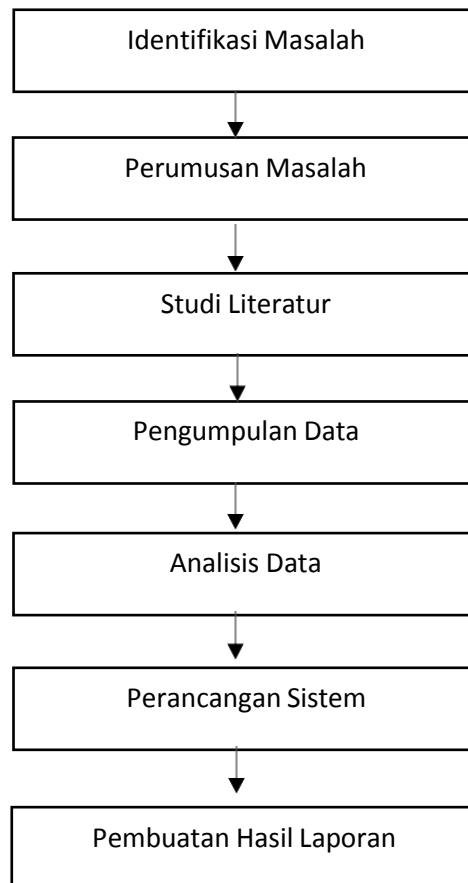 Identifikasi Masalah
Perumusan Masalah
Studi Literatur
Pengumpulan Data
Analisis Data
Perancangan Sistem
Pembuatan Hasil Laporan